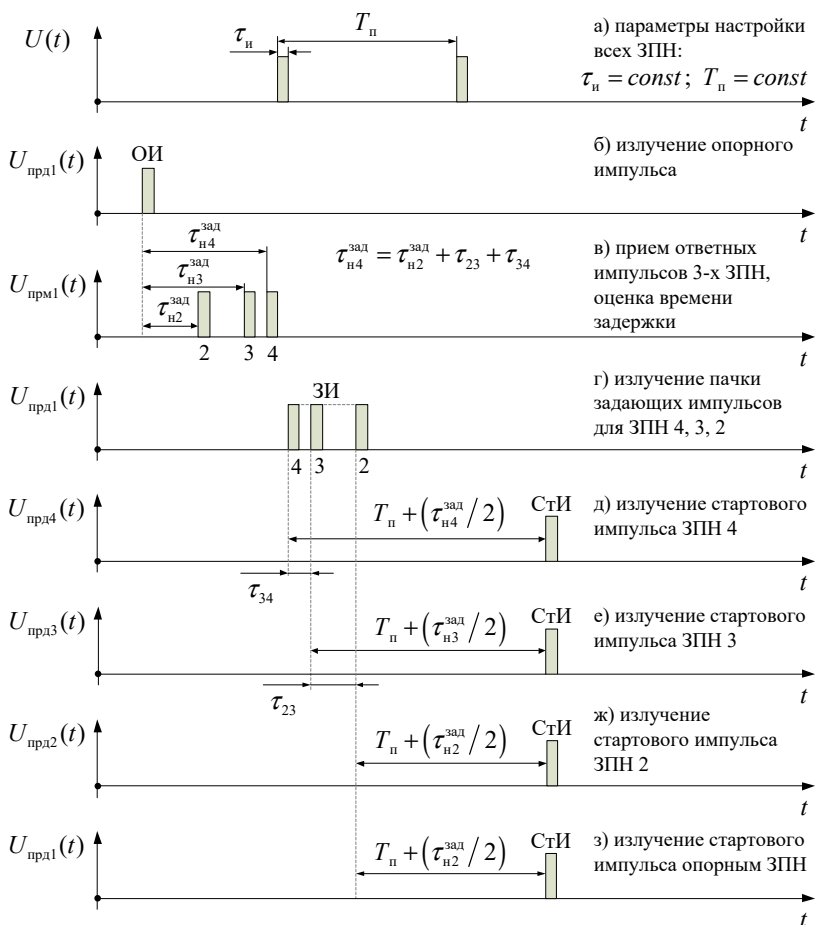 U(t)
τи
Tп
t
а) параметры настройки
всех ЗПН:
τи = const; Tп = const
Uпрд1(t)
ОИ
t
б) излучение опорного
импульса
Uпрм1(t)
τн4зад
τн3зад
τн2зад
2 3 4
τн4зад = τн2зад + τ23 + τ34
t
в) прием ответных
импульсов 3-х ЗПН,
оценка времени
задержки
Uпрд1(t)
ЗИ
4 3 2
t
г) излучение пачки
задающих импульсов
для ЗПН 4, 3, 2
Uпрд4(t)
Tп + (τн4зад / 2)
СтИ
τ34
t
д) излучение стартового
импульса ЗПН 4
Uпрд3(t)
Tп + (τн3зад / 2)
СтИ
τ23
t
е) излучение стартового
импульса ЗПН 3
Uпрд2(t)
Tп + (τн2зад / 2)
СтИ
t
ж) излучение
стартового импульса
ЗПН 2
Uпрд1(t)
Tп + (τн2зад / 2)
СтИ
t
з) излучение стартового
импульса опорным ЗПН